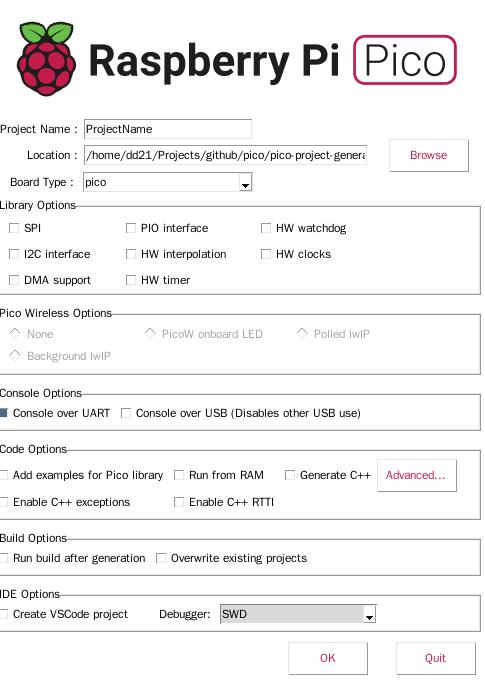 Raspberry Pi Pico
Project Name : ProjectName
Location : /home/dd21/Projects/github/pico/pico-project-genera Browse
Board Type : pico
Library Options
SPI PIO interface HW watchdog
I2C interface HW interpolation HW clocks
DMA support HW timer
Pico Wireless Options
None PicoW onboard LED Polled lwIP
Background lwIP
Console Options
Console over UART Console over USB (Disables other USB use)
Code Options
Add examples for Pico library Run from RAM Generate C++ Advanced...
Enable C++ exceptions Enable C++ RTTI
Build Options
Run build after generation Overwrite existing projects
IDE Options
Create VSCode project Debugger: SWD
OK Quit